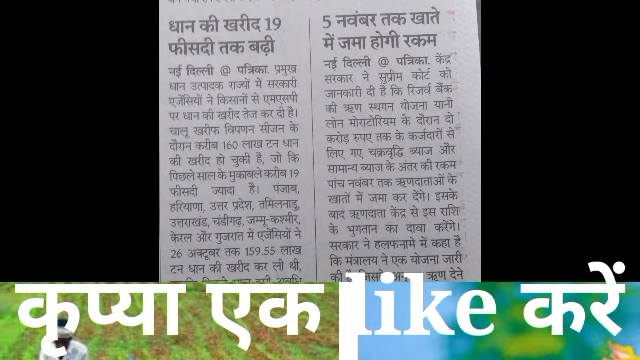 धान की खरीद 19
फीसदी तक बढ़ी
नई दिल्ली @ पत्रिका. प्रमुख
धान उत्पादक राज्यों में सरकारी
एजेंसियों ने किसानों से एमएसपी
पर धान की खरीद तेज कर दी है।
चालू खरीफ विपणन सीजन के
दौरान करीब 160 लाख टन धान
की खरीद हो चुकी है, जो कि
पिछले साल के मुकाबले करीब 19
फीसदी ज्यादा है। पंजाब,
हरियाणा, उत्तर प्रदेश, तमिलनाडु,
उत्तराखंड, चंडीगढ़, जम्मू-कश्मीर,
केरल और गुजरात में एजेंसियों ने
26 अक्टूबर तक 159.55 लाख
टन धान की खरीद कर ली थी,
5 नवंबर तक खाते
में जमा होगी रकम
नई दिल्ली @ पत्रिका. केंद्र
सरकार ने सुप्रीम कोर्ट को
जानकारी दी है कि रिजर्व बैंक
की ऋण स्थगन योजना यानी
लोन मोराटोरियम के दौरान दो
करोड़ रुपए तक के कर्जदारों से
लिए गए चक्रवृद्धि ब्याज और
सामान्य ब्याज के अंतर की रकम
पांच नवंबर तक ऋणदाताओं के
खातों में जमा कर देंगे। इसके
बाद ऋणदाता केंद्र से इस राशि
के भुगतान का दावा करेंगे।
सरकार ने हलफनामे में कहा है
कि मंत्रालय ने एक योजना जारी
की है, जिसके ऋण देने
कृप्या एक like करें